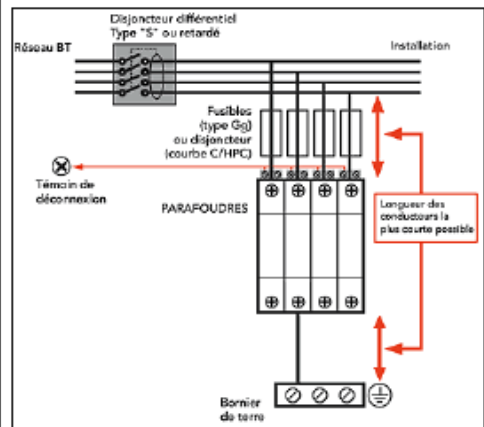 Disjoncteur différentiel
Type "S" ou retardé
Réseau BT
Installation
Fusibles
(type Gg)
ou disjoncteur
(courbe C/HPC)
Témoin de
déconnexion
PARAFOUDRES
Longueur des
conducteurs la
plus courte possible
Bornier
de terre